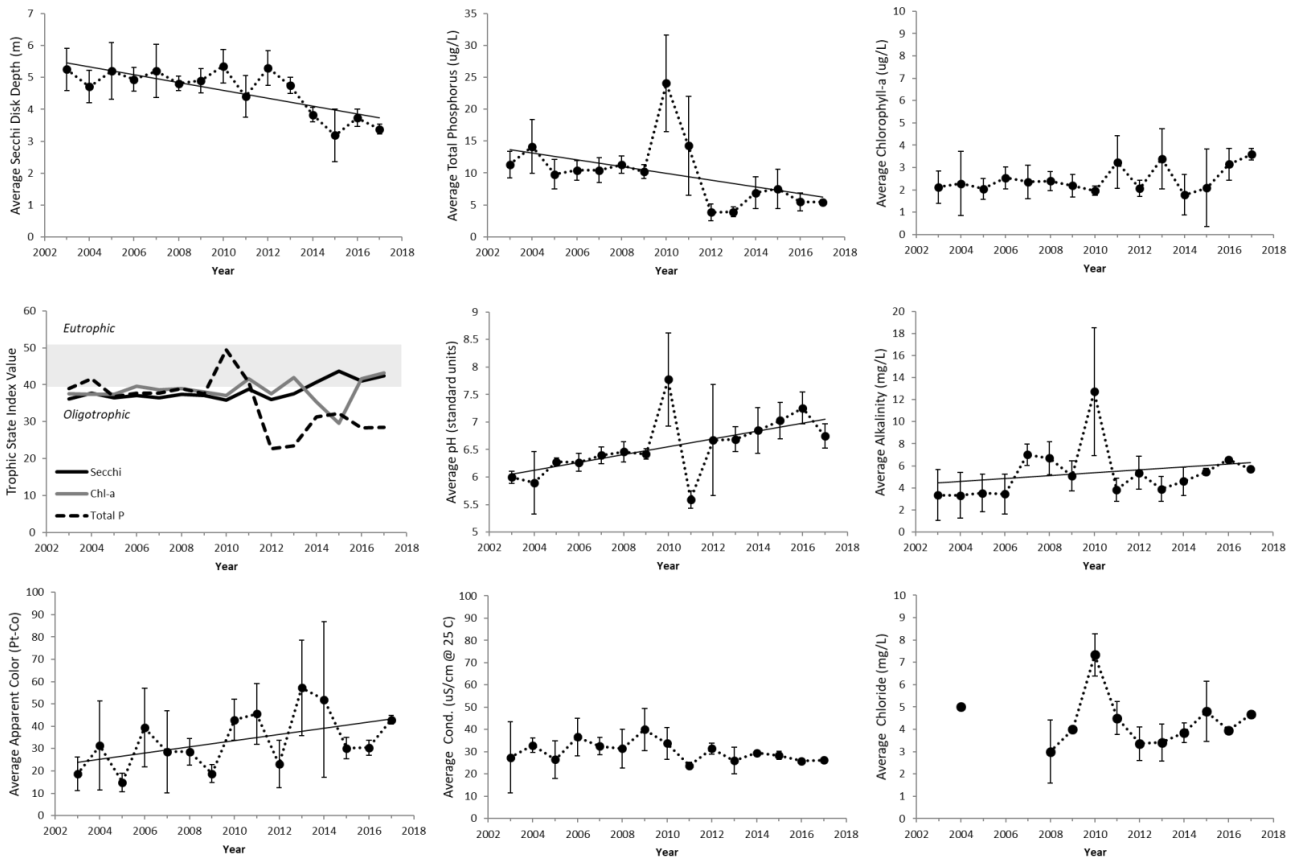 Average Secchi Disk Depth (m)
7
6
5
4
3
2
1
0
2002 2004 2006 2008 2010 2012 2014 2016 2018
Year
Average Total Phosphorus (ug/L)
35
30
25
20
15
10
5
0
2002 2004 2006 2008 2010 2012 2014 2016 2018
Year
Average Chlorophyll-a (ug/L)
10
9
8
7
6
5
4
3
2
1
0
2002 2004 2006 2008 2010 2012 2014 2016 2018
Year
Trophic State Index Value
60
50
40
30
20
10
0
Eutrophic
Oligotrophic
Secchi
Chl-a
Total P
2002 2004 2006 2008 2010 2012 2014 2016 2018
Year
Average pH (standard units)
9
8.5
8
7.5
7
6.5
6
5.5
5
2002 2004 2006 2008 2010 2012 2014 2016 2018
Year
Average Alkalinity (mg/L)
20
18
16
14
12
10
8
6
4
2
0
2002 2004 2006 2008 2010 2012 2014 2016 2018
Year
Average Apparent Color (Pt-Co)
100
90
80
70
60
50
40
30
20
10
0
2002 2004 2006 2008 2010 2012 2014 2016 2018
Year
Average Cond. (uS/cm @ 25 C)
100
90
80
70
60
50
40
30
20
10
0
2002 2004 2006 2008 2010 2012 2014 2016 2018
Year
Average Chloride (mg/L)
10
9
8
7
6
5
4
3
2
1
0
2002 2004 2006 2008 2010 2012 2014 2016 2018
Year